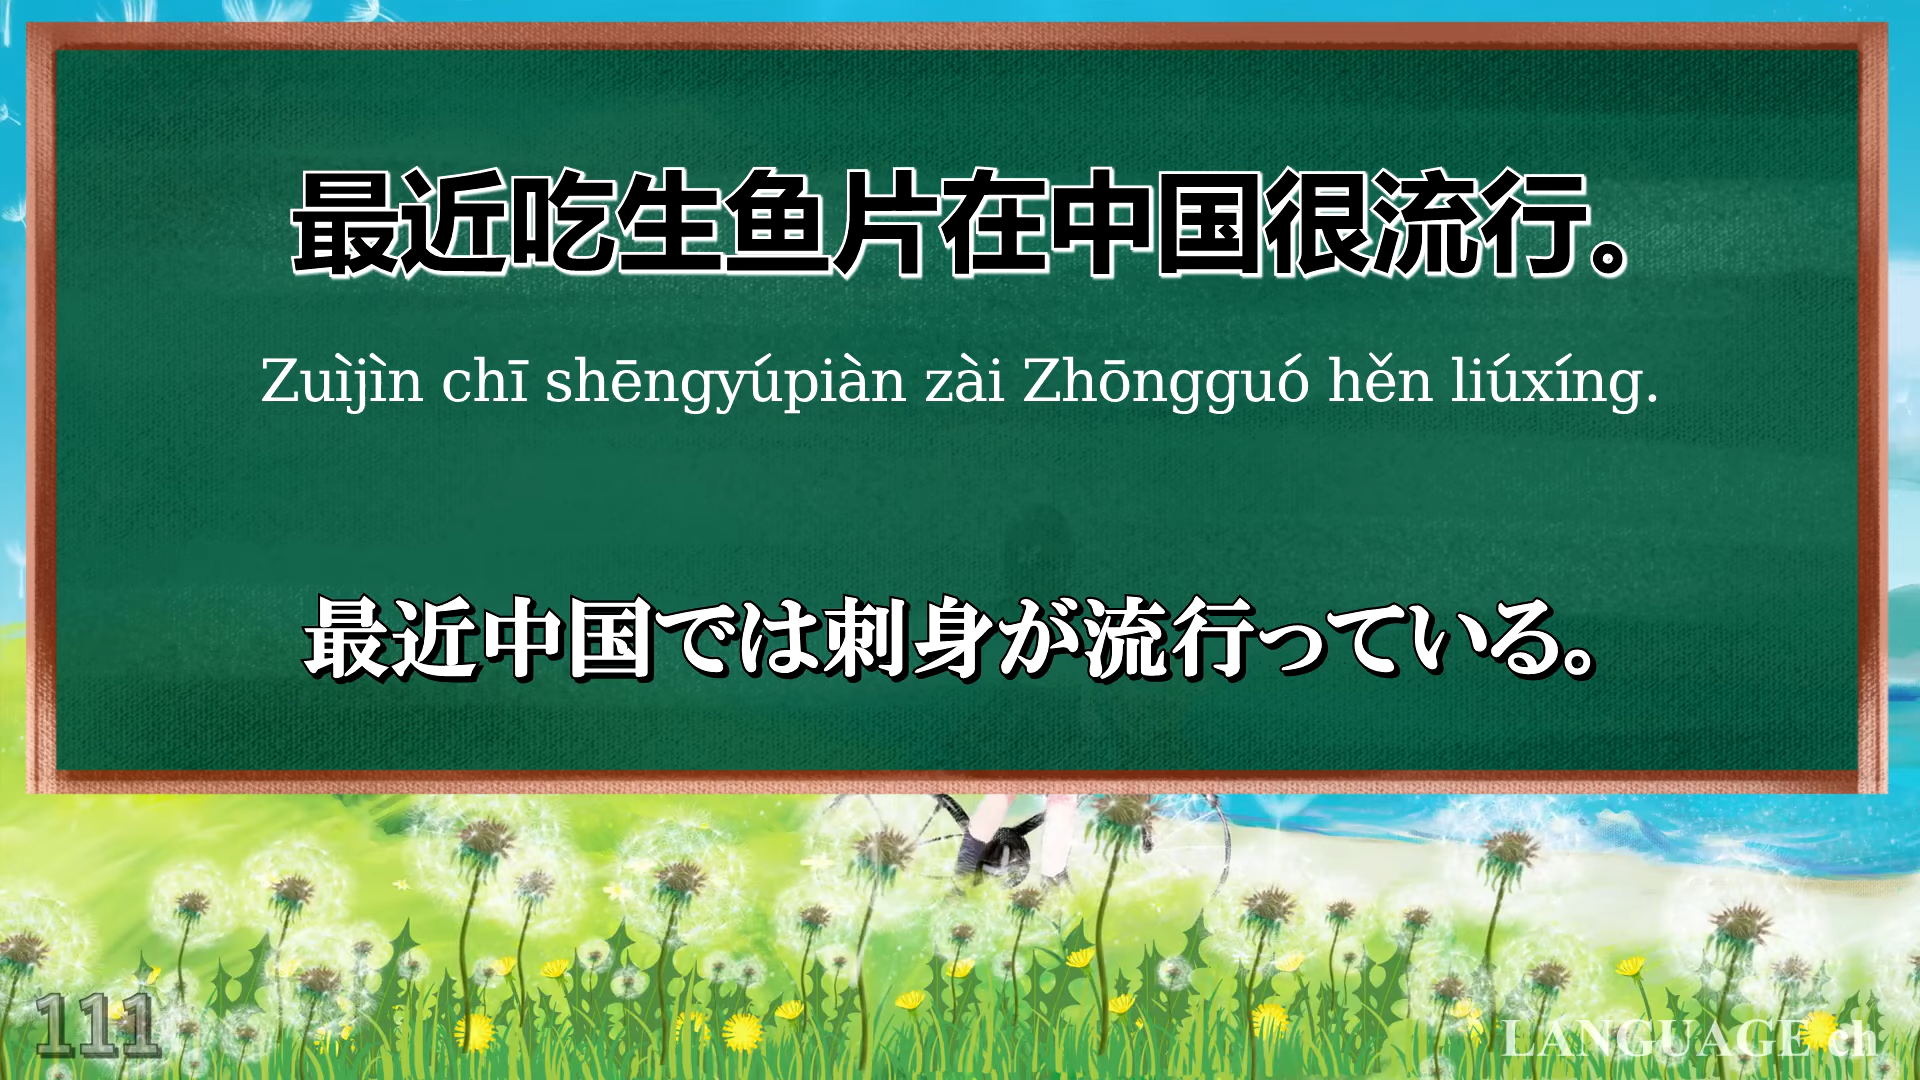 最近吃生鱼片在中国很流行。
Zuìjìn chī shēngyúpiàn zài Zhōngguó hěn liúxíng.
最近中国では刺身が流行っている。
111
LANGUAGE ch